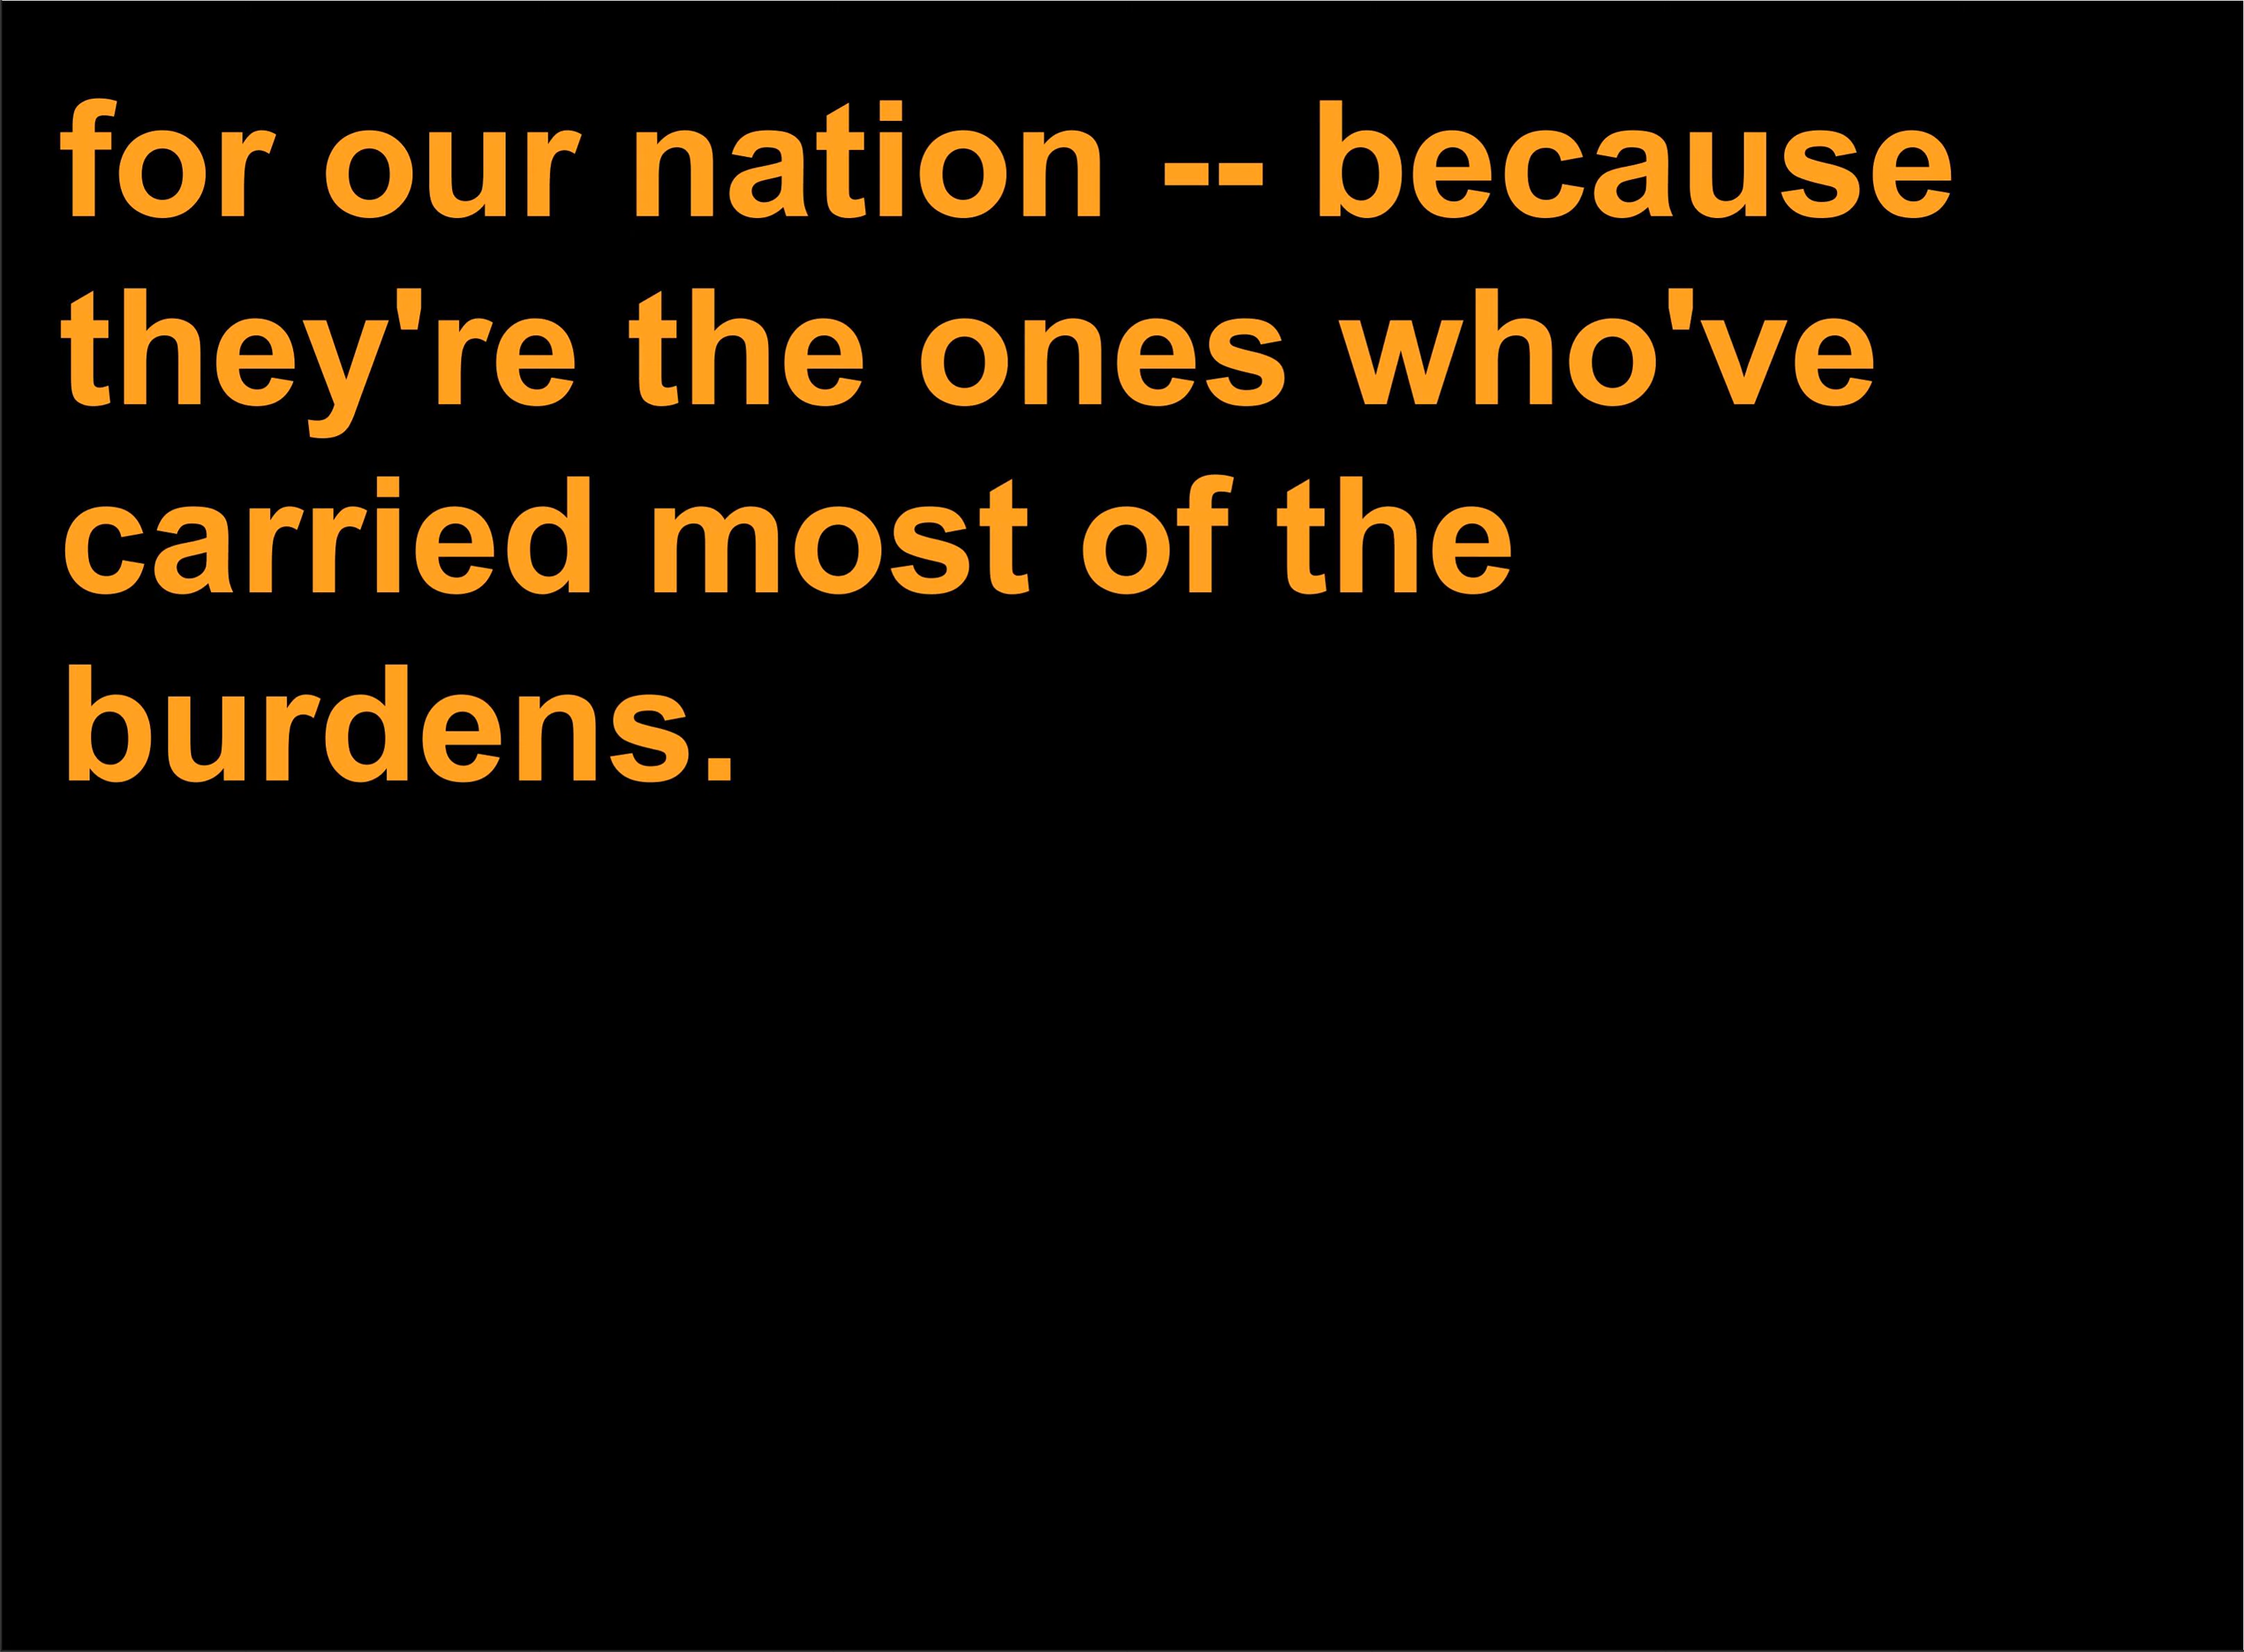 for our nation -- because
they're the ones who've
carried most of the
burdens.